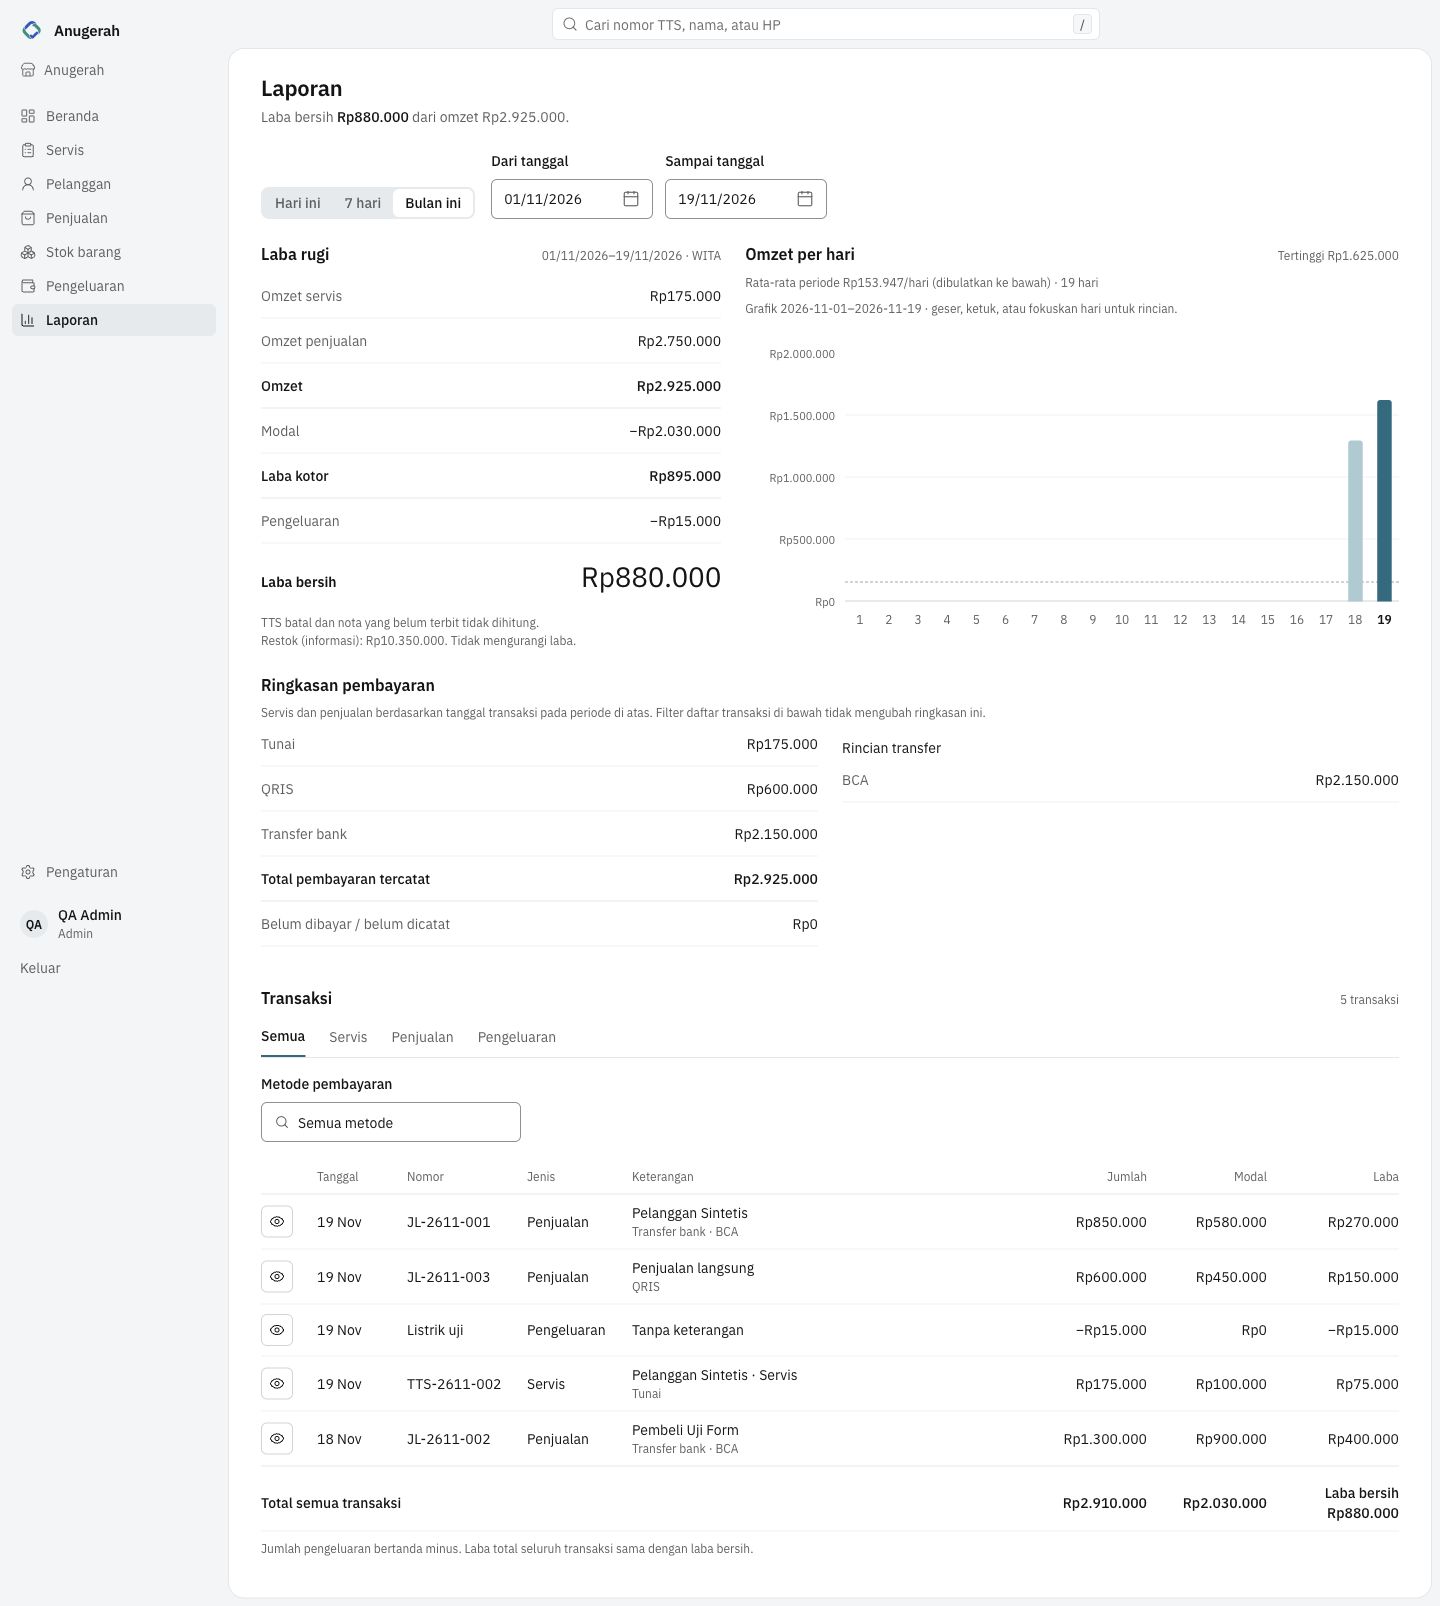 Anugerah
Cari nomor TTS, nama, atau HP
/
Anugerah
Beranda
Servis
Pelanggan
Penjualan
Stok barang
Pengeluaran
Laporan
Pengaturan
QA
QA Admin
Admin
Keluar
Laporan
Laba bersih Rp880.000 dari omzet Rp2.925.000.
Hari ini
7 hari
Bulan ini
Dari tanggal
01/11/2026
Sampai tanggal
19/11/2026
Laba rugi
01/11/2026–19/11/2026 · WITA
Omzet servis Rp175.000
Omzet penjualan Rp2.750.000
Omzet Rp2.925.000
Modal −Rp2.030.000
Laba kotor Rp895.000
Pengeluaran −Rp15.000
Laba bersih Rp880.000
TTS batal dan nota yang belum terbit tidak dihitung.
Restok (informasi): Rp10.350.000. Tidak mengurangi laba.
Omzet per hari
Tertinggi Rp1.625.000
Rata-rata periode Rp153.947/hari (dibulatkan ke bawah) · 19 hari
Grafik 2026-11-01–2026-11-19 · geser, ketuk, atau fokuskan hari untuk rincian.
Rp2.000.000
Rp1.500.000
Rp1.000.000
Rp500.000
Rp0
1 2 3 4 5 6 7 8 9 10 11 12 13 14 15 16 17 18 19
Ringkasan pembayaran
Servis dan penjualan berdasarkan tanggal transaksi pada periode di atas. Filter daftar transaksi di bawah tidak mengubah ringkasan ini.
Tunai Rp175.000
QRIS Rp600.000
Transfer bank Rp2.150.000
Total pembayaran tercatat Rp2.925.000
Belum dibayar / belum dicatat Rp0
Rincian transfer
BCA Rp2.150.000
Transaksi
5 transaksi
Semua Servis Penjualan Pengeluaran
Metode pembayaran
Semua metode
Tanggal Nomor Jenis Keterangan Jumlah Modal Laba
19 Nov JL-2611-001 Penjualan Pelanggan Sintetis Rp850.000 Rp580.000 Rp270.000
Transfer bank · BCA
19 Nov JL-2611-003 Penjualan Penjualan langsung Rp600.000 Rp450.000 Rp150.000
QRIS
19 Nov Listrik uji Pengeluaran Tanpa keterangan −Rp15.000 Rp0 −Rp15.000
19 Nov TTS-2611-002 Servis Pelanggan Sintetis · Servis Rp175.000 Rp100.000 Rp75.000
Tunai
18 Nov JL-2611-002 Penjualan Pembeli Uji Form Rp1.300.000 Rp900.000 Rp400.000
Transfer bank · BCA
Total semua transaksi Rp2.910.000 Rp2.030.000 Laba bersih
Rp880.000
Jumlah pengeluaran bertanda minus. Laba total seluruh transaksi sama dengan laba bersih.